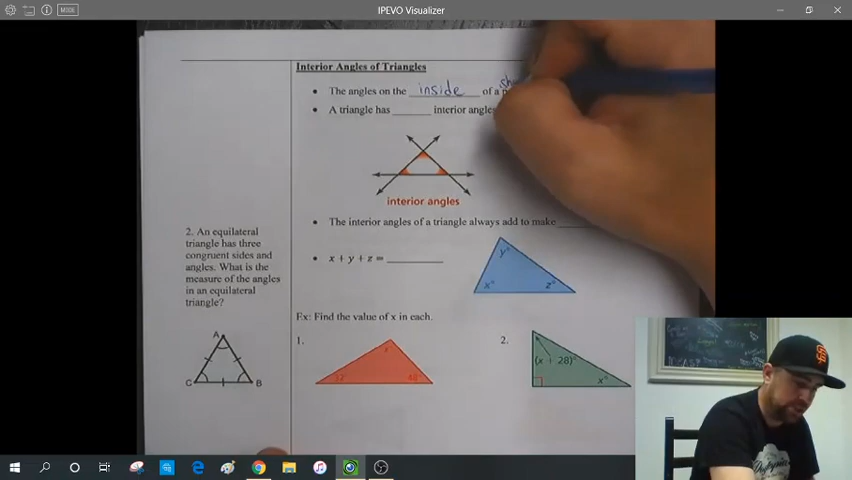 IPEVO Visualizer
MODE
Interior Angles of Triangles
• The angles on the inside of a
• A triangle has ______ interior angles
interior angles
• The interior angles of a triangle always add to make
• x + y + z =
y°
x°
z°
2. An equilateral
triangle has three
congruent sides and
angles. What is the
measure of the angles
in an equilateral
triangle?
A
C
B
Ex: Find the value of x in each.
1.
2.
(x + 28)°
x°